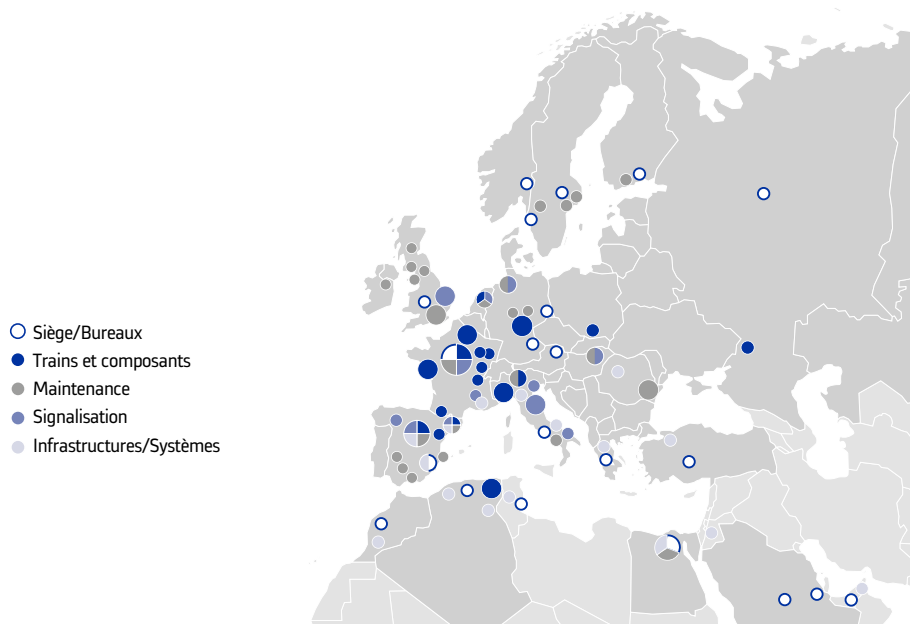 Siège/Bureaux
Trains et composants
Maintenance
Signalisation
Infrastructures/Systèmes